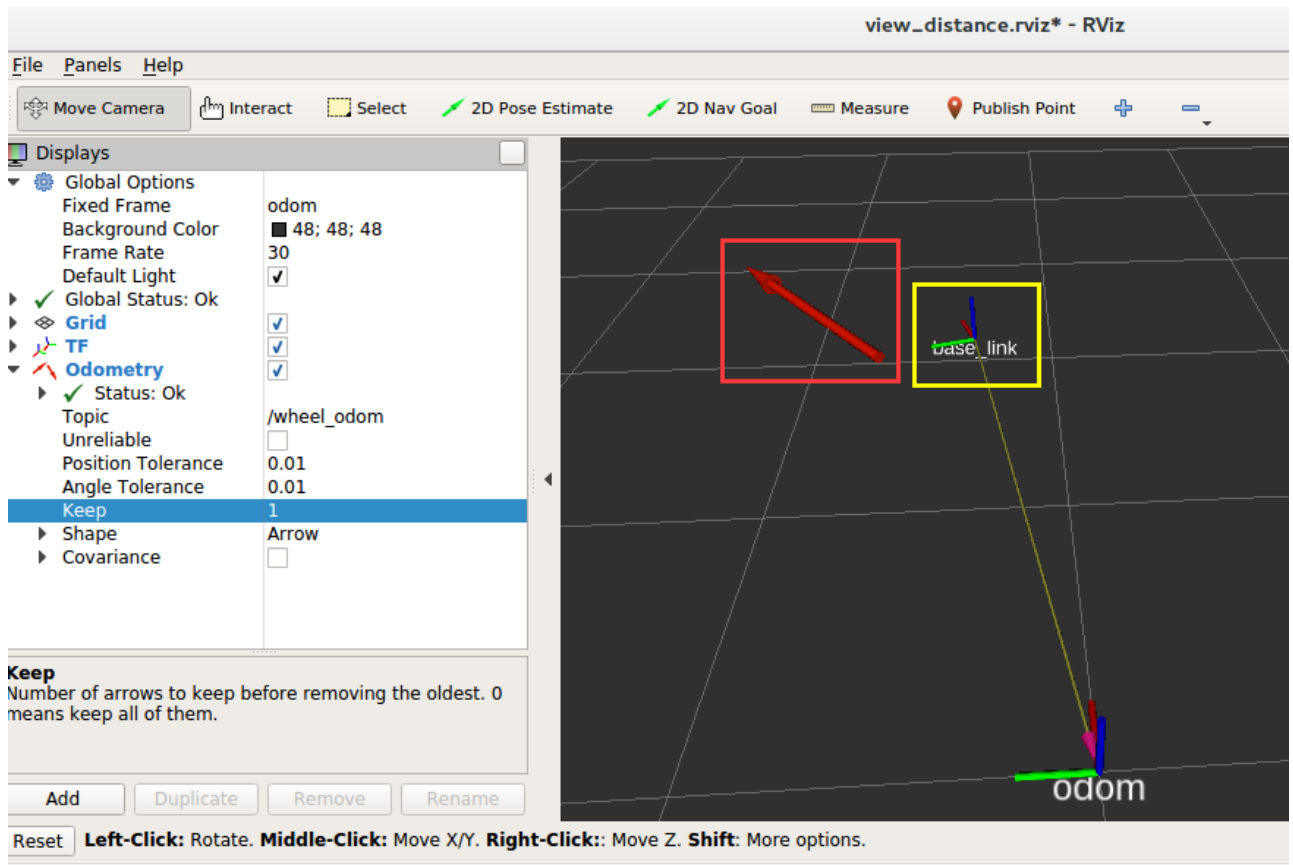 view_distance.rviz* - RViz
File Panels Help
Move Camera Interact Select 2D Pose Estimate 2D Nav Goal Measure Publish Point
Displays
Global Options
Fixed Frame odom
Background Color 48; 48; 48
Frame Rate 30
Default Light
Global Status: Ok
Grid
TF
Odometry
Status: Ok
Topic /wheel_odom
Unreliable
Position Tolerance 0.01
Angle Tolerance 0.01
Keep 1
Shape Arrow
Covariance
Keep
Number of arrows to keep before removing the oldest. 0
means keep all of them.
Add Duplicate Remove Rename
base_link
odom
Reset Left-Click: Rotate. Middle-Click: Move X/Y. Right-Click:: Move Z. Shift: More options.